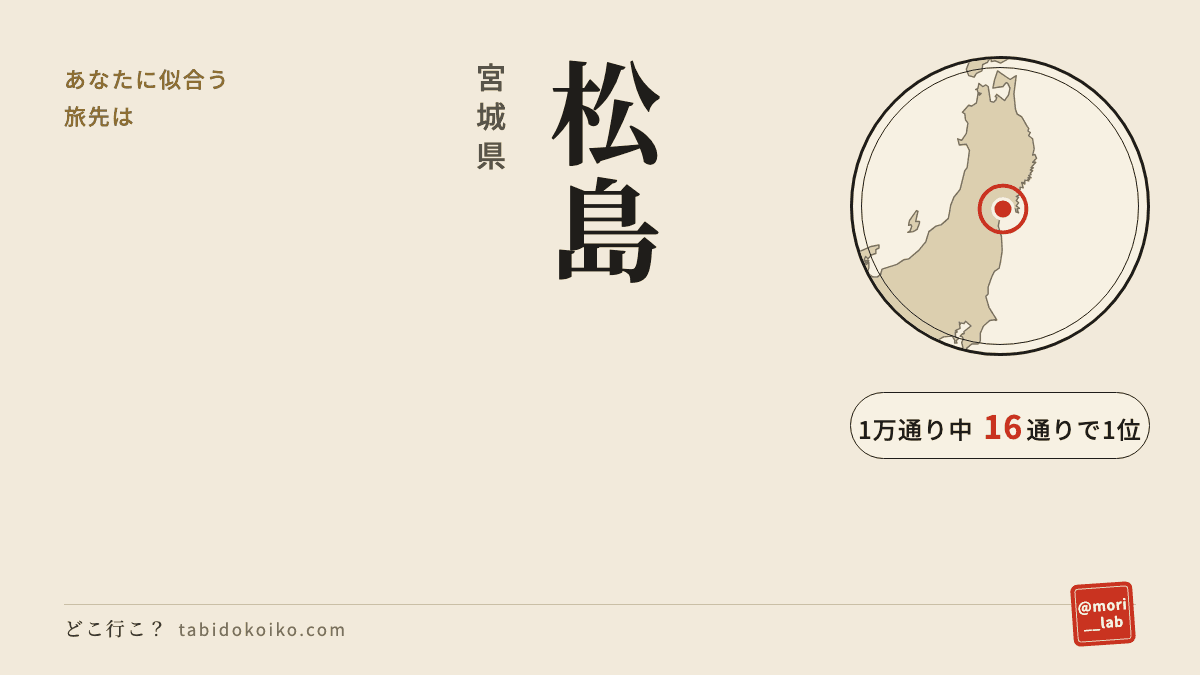 あなたに似合う
旅先は
松島
宮城県
1万通り中 16通りで1位
どこ行こ？ tabidokoiko.com
@mori
__lab